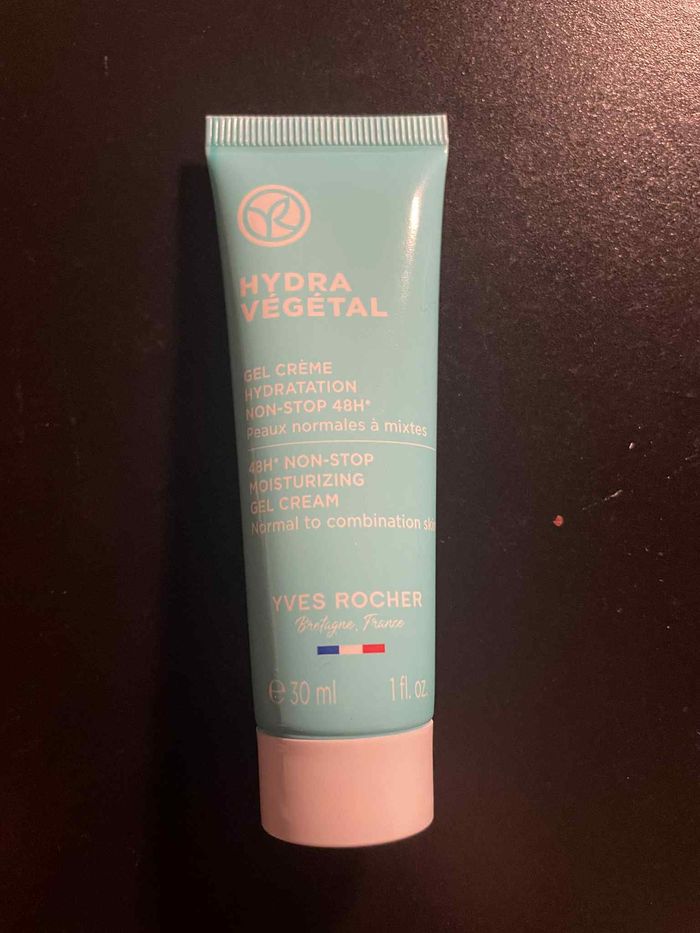 HYDRA
VÉGÉTAL
GEL CRÈME
HYDRATATION
NON-STOP 48H*
Peaux normales à mixtes
48H* NON-STOP
MOISTURIZING
GEL CREAM
Normal to combination skin
YVES ROCHER
Bretagne, France
e 30 ml 1 fl. oz.